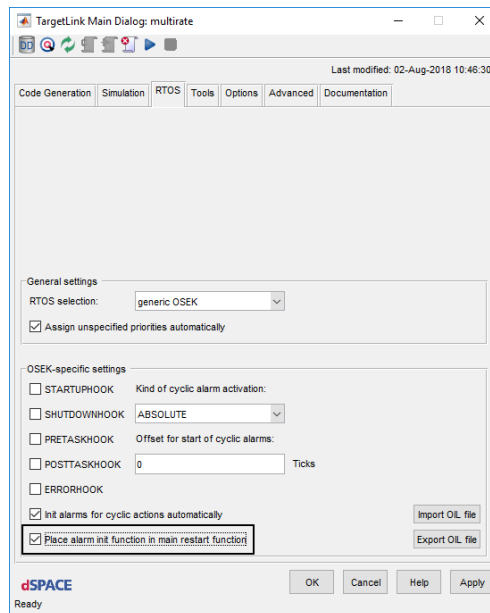 TargetLink Main Dialog: multirate
DD
Last modified: 02-Aug-2018 10:46:30
Code Generation Simulation RTOS Tools Options Advanced Documentation
General settings
RTOS selection: generic OSEK
Assign unspecified priorities automatically
OSEK-specific settings
STARTUPHOOK Kind of cyclic alarm activation:
SHUTDOWNHOOK ABSOLUTE
PRETASKHOOK Offset for start of cyclic alarms:
POSTTASKHOOK 0 Ticks
ERRORHOOK
Init alarms for cyclic actions automatically Import OIL file
Place alarm init function in main restart function Export OIL file
dSPACE OK Cancel Help Apply
Ready